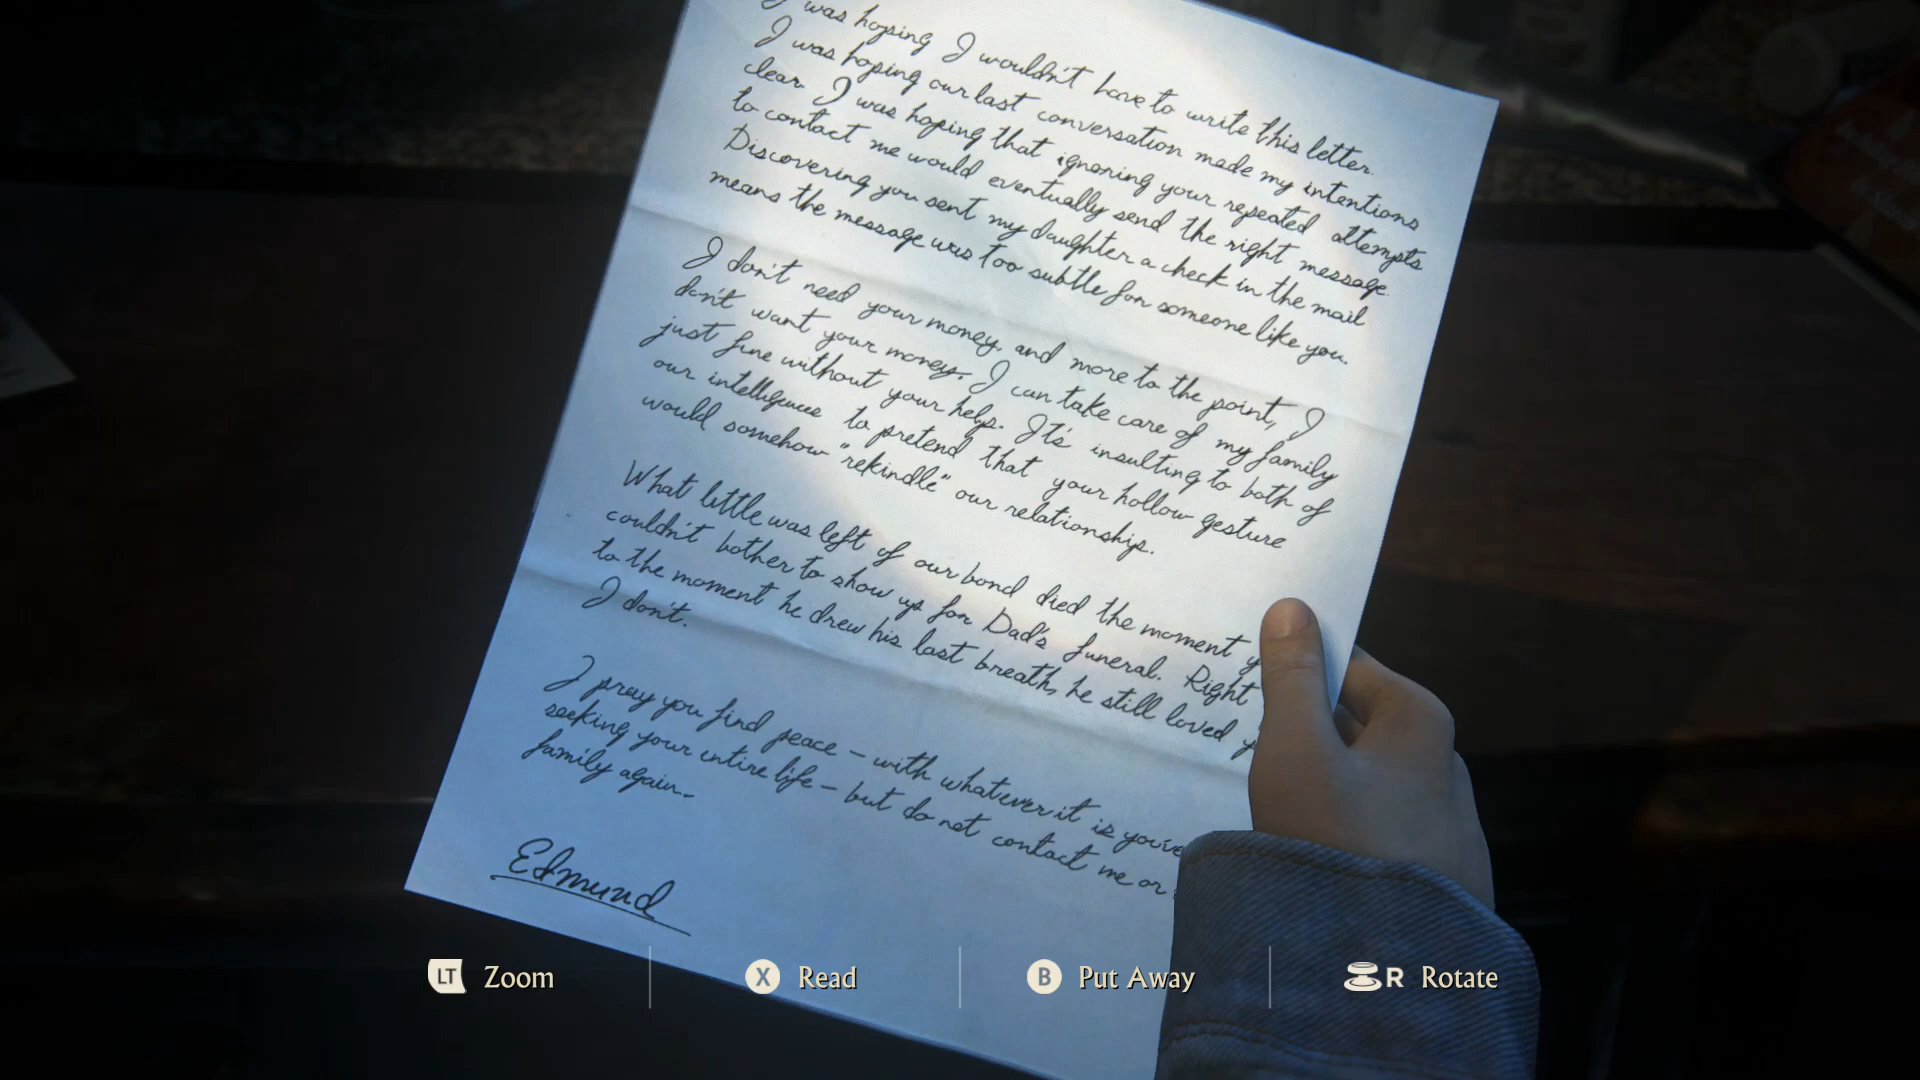 I was hoping I wouldn't have to write this letter.
I was hoping our last conversation made my intentions
clear. I was hoping that ignoring your repeated attempts
to contact me would eventually send the right message.
Discovering you sent my daughter a check in the mail
means the message was too subtle for someone like you.
I don't need your money, and more to the point, I
don't want your money. I can take care of my family
just fine without your help. It's insulting to both of
our intelligences to pretend that your hollow gesture
would somehow "rekindle" our relationship.
What little was left of our bond died the moment y
couldn't bother to show up for Dad's funeral. Right
to the moment he drew his last breath, he still loved y
I don't.
I pray you find peace – with whatever it is you've
seeking your entire life – but do not contact me or
family again.
Edmund
LT Zoom
X Read
B Put Away
R Rotate